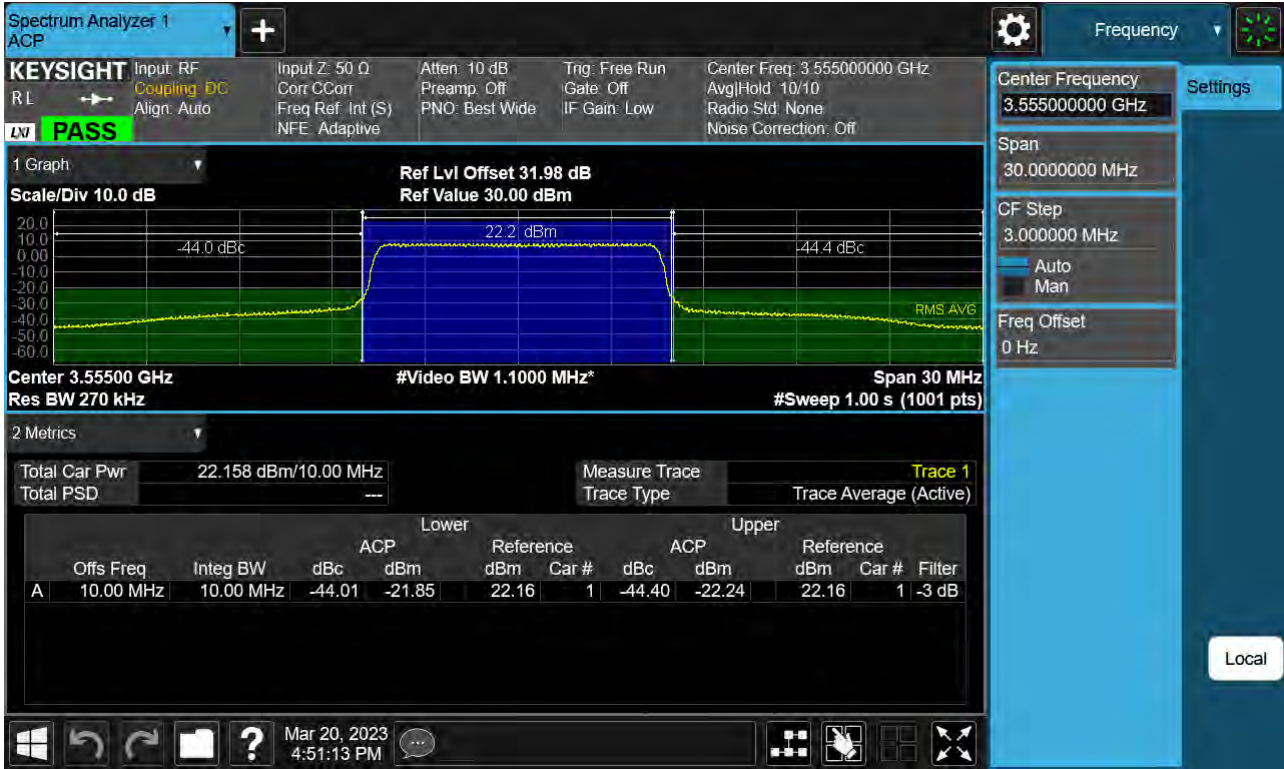 Spectrum Analyzer 1
ACP
Frequency
KEYSIGHT Input: RF Input Z: 50 Ω Atten: 10 dB Trig: Free Run Center Freq: 3.555000000 GHz
RL Coupling: DC Corr CCorr Preamp: Off Gate: Off Avg|Hold: 10/10
Align: Auto Freq Ref: Int (S) PNO: Best Wide IF Gain: Low Radio Std: None
LXI PASS NFE: Adaptive Noise Correction: Off
1 Graph
Ref Lvl Offset 31.98 dB
Scale/Div 10.0 dB Ref Value 30.00 dBm
20.0
10.0
0.00
-10.0
-20.0
-30.0
-40.0
-50.0
-60.0
-44.0 dBc 22.2 dBm -44.4 dBc
RMS AVG
Center 3.55500 GHz #Video BW 1.1000 MHz* Span 30 MHz
Res BW 270 kHz #Sweep 1.00 s (1001 pts)
2 Metrics
Total Car Pwr 22.158 dBm/10.00 MHz Measure Trace Trace 1
Total PSD --- Trace Type Trace Average (Active)
Lower Upper
ACP Reference ACP Reference
Offs Freq Integ BW dBc dBm dBm Car # dBc dBm dBm Car # Filter
A 10.00 MHz 10.00 MHz -44.01 -21.85 22.16 1 -44.40 -22.24 22.16 1 -3 dB
Mar 20, 2023
4:51:13 PM
Center Frequency
3.555000000 GHz
Settings
Span
30.0000000 MHz
CF Step
3.000000 MHz
Auto
Man
Freq Offset
0 Hz
Local